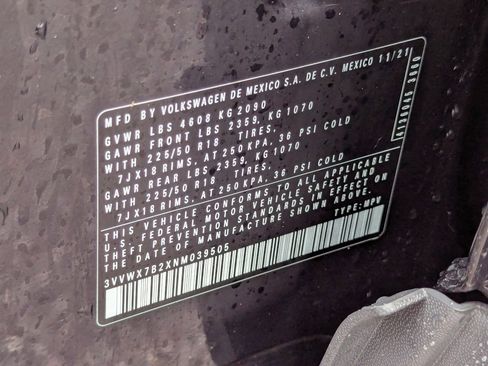 MFD BY VOLKSWAGEN DE MEXICO S.A. DE C.V. MEXICO 11/21
GVWR LBS 4608 KG 2090
GAWR FRONT LBS 2359, KG 1070
WITH 225/50 R18 TIRES,
7JX18 RIMS, AT 250 KPA, 36 PSI COLD
GAWR REAR LBS 2359, KG 1070
WITH 225/50 R18 TIRES,
7JX18 RIMS, AT 250 KPA, 36 PSI COLD
THIS VEHICLE CONFORMS TO ALL APPLICABLE
U.S. FEDERAL MOTOR VEHICLE SAFETY AND
THEFT PREVENTION STANDARDS IN EFFECT ON
THE DATE OF MANUFACTURE SHOWN ABOVE.
3VVWX7B2XNM039505
TYPE: MPV